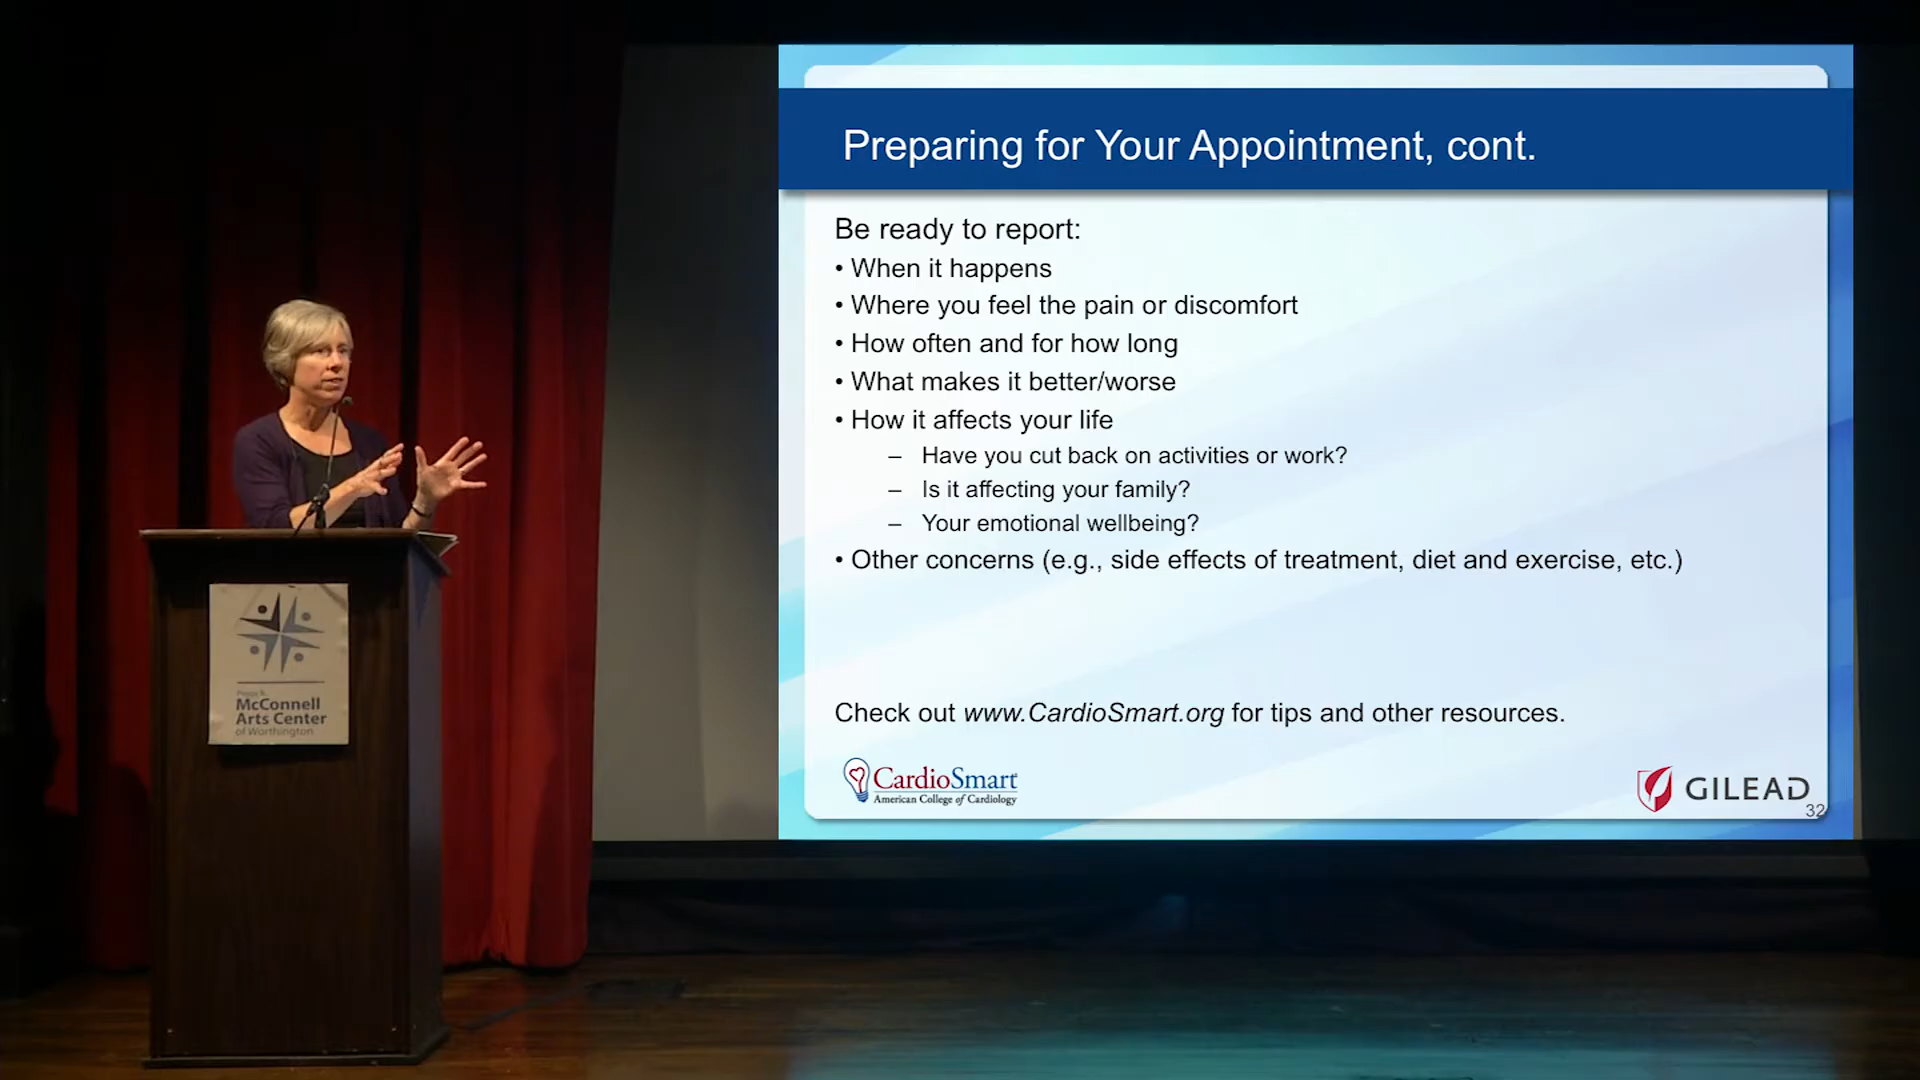 Preparing for Your Appointment, cont.
Be ready to report:
• When it happens
• Where you feel the pain or discomfort
• How often and for how long
• What makes it better/worse
• How it affects your life
– Have you cut back on activities or work?
– Is it affecting your family?
– Your emotional wellbeing?
• Other concerns (e.g., side effects of treatment, diet and exercise, etc.)
Check out www.CardioSmart.org for tips and other resources.
CardioSmart
American College of Cardiology
GILEAD
32
Peggy R.
McConnell
Arts Center
of Worthington